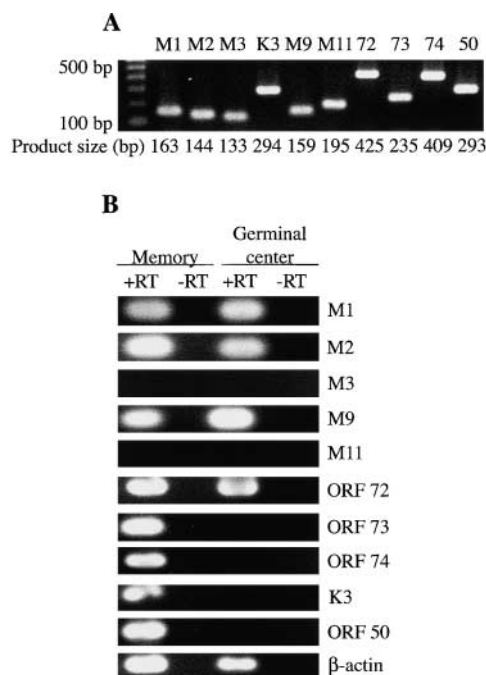 A
M1 M2 M3 K3 M9 M11 72 73 74 50
500 bp
100 bp
Product size (bp) 163 144 133 294 159 195 425 235 409 293
B
Memory Germinal center
+RT -RT +RT -RT
M1
M2
M3
M9
M11
ORF 72
ORF 73
ORF 74
K3
ORF 50
β-actin